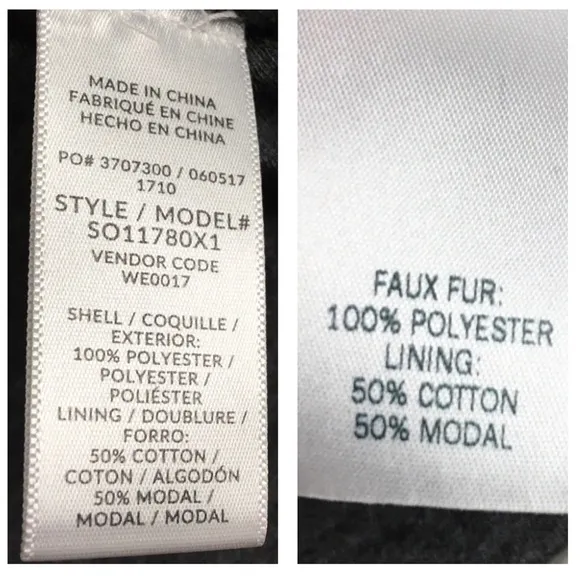 MADE IN CHINA
FABRIQUÉ EN CHINE
HECHO EN CHINA
PO# 3707300 / 060517
1710
STYLE / MODEL#
SO11780X1
VENDOR CODE
WE0017
SHELL / COQUILLE /
EXTERIOR:
100% POLYESTER /
POLYESTER /
POLIÉSTER
LINING / DOUBLURE /
FORRO:
50% COTTON /
COTON / ALGODÓN
50% MODAL /
MODAL / MODAL
FAUX FUR:
100% POLYESTER
LINING:
50% COTTON
50% MODAL